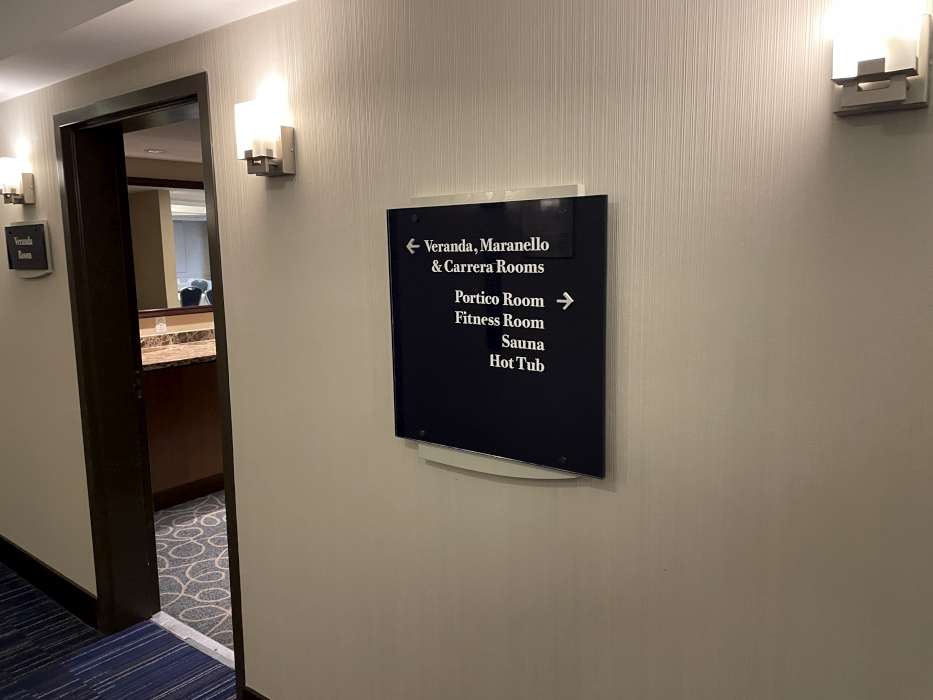 Veranda
Room
← Veranda, Maranello
& Carrera Rooms
Portico Room →
Fitness Room
Sauna
Hot Tub